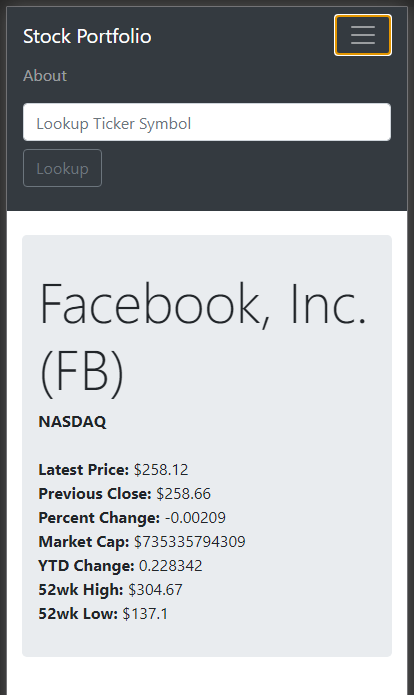 Stock Portfolio
About
Lookup Ticker Symbol
Lookup
Facebook, Inc.
(FB)
NASDAQ
Latest Price: $258.12
Previous Close: $258.66
Percent Change: -0.00209
Market Cap: $735335794309
YTD Change: 0.228342
52wk High: $304.67
52wk Low: $137.1